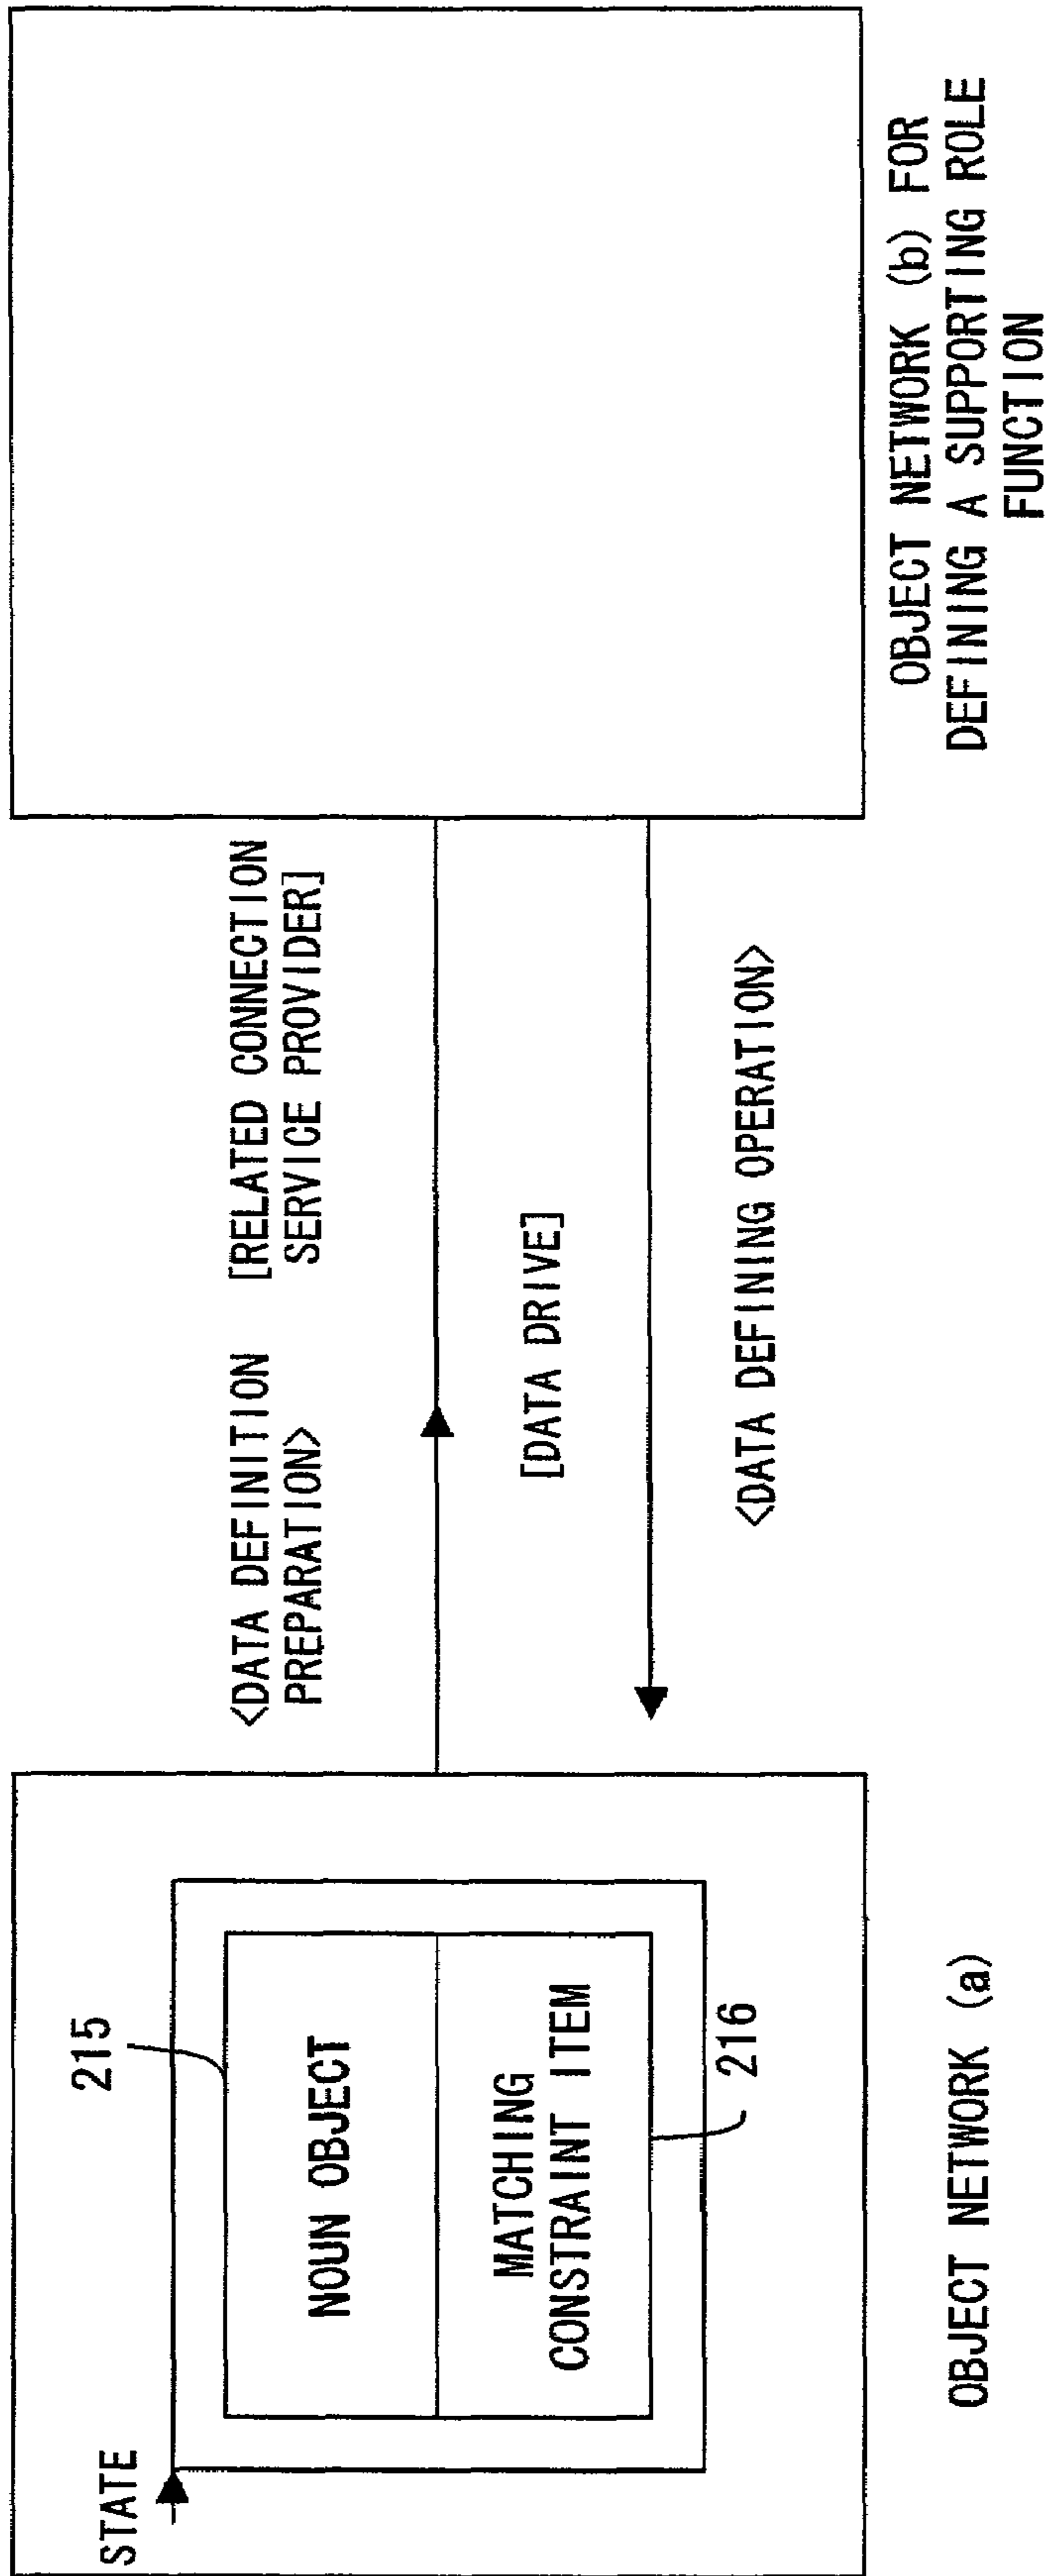 STATE
215
NOUN OBJECT
MATCHING
CONSTRAINT ITEM
216
OBJECT NETWORK (a)
<DATA DEFINITION
PREPARATION>
[RELATED CONNECTION
SERVICE PROVIDER]
[DATA DRIVE]
<DATA DEFINING OPERATION>
OBJECT NETWORK (b) FOR
DEFINING A SUPPORTING ROLE
FUNCTION